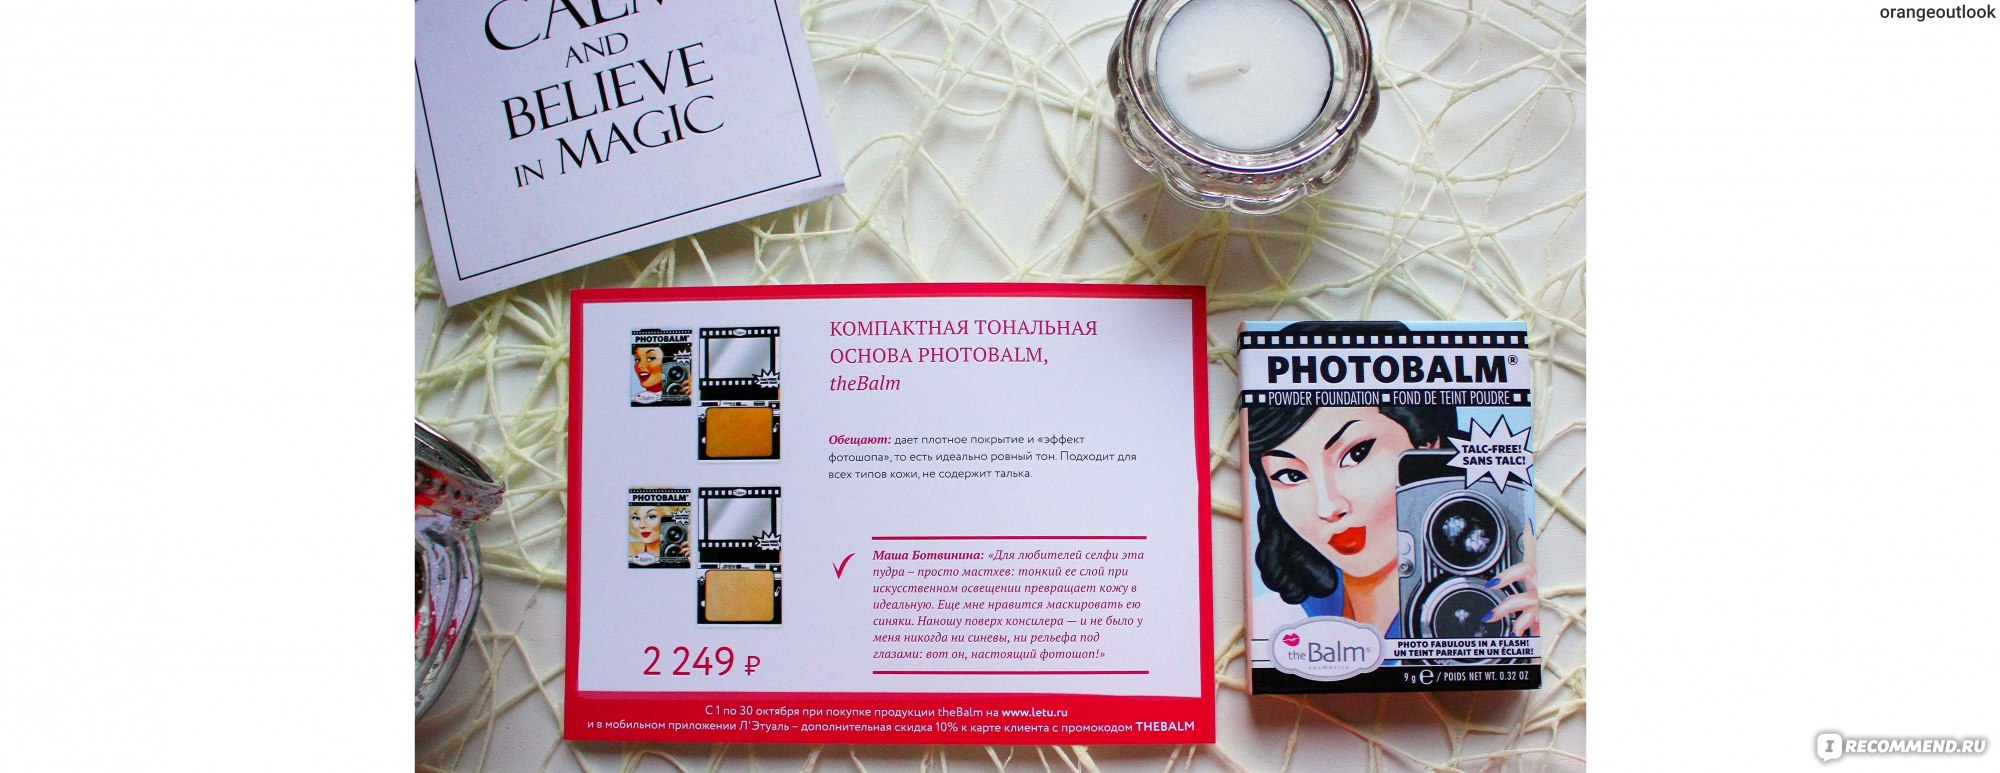 orangeoutlook
CALM
AND
BELIEVE
IN MAGIC
КОМПАКТНАЯ ТОНАЛЬНАЯ
ОСНОВА PHOTOBALM,
theBalm
Обещают: дает плотное покрытие и «эффект
фотошопа», то есть идеально ровный тон. Подходит для
всех типов кожи, не содержит талька.
Маша Ботвинина: «Для любителей селфи эта
пудра – просто мастхев: тонкий ее слой при
искусственном освещении превращает кожу в
идеальную. Еще мне нравится маскировать ею
синяки. Наношу поверх консилера — и не было у
меня никогда ни синевы, ни рельефа под
глазами: вот он, настоящий фотошоп!»
PHOTOBALM®
PHOTOBALM®
2 249 ₽
С 1 по 30 октября при покупке продукции theBalm на www.letu.ru
и в мобильном приложении Л'Этуаль – дополнительная скидка 10% к карте клиента с промокодом THEBALM
PHOTOBALM®
POWDER FOUNDATION FOND DE TEINT POUDRE
TALC-FREE!
SANS TALC!
theBalm®
cosmetics
PHOTO FABULOUS IN A FLASH!
UN TEINT PARFAIT EN UN ÉCLAIR!
9 g e / POIDS NET WT. 0.32 OZ
I RECOMMEND.RU